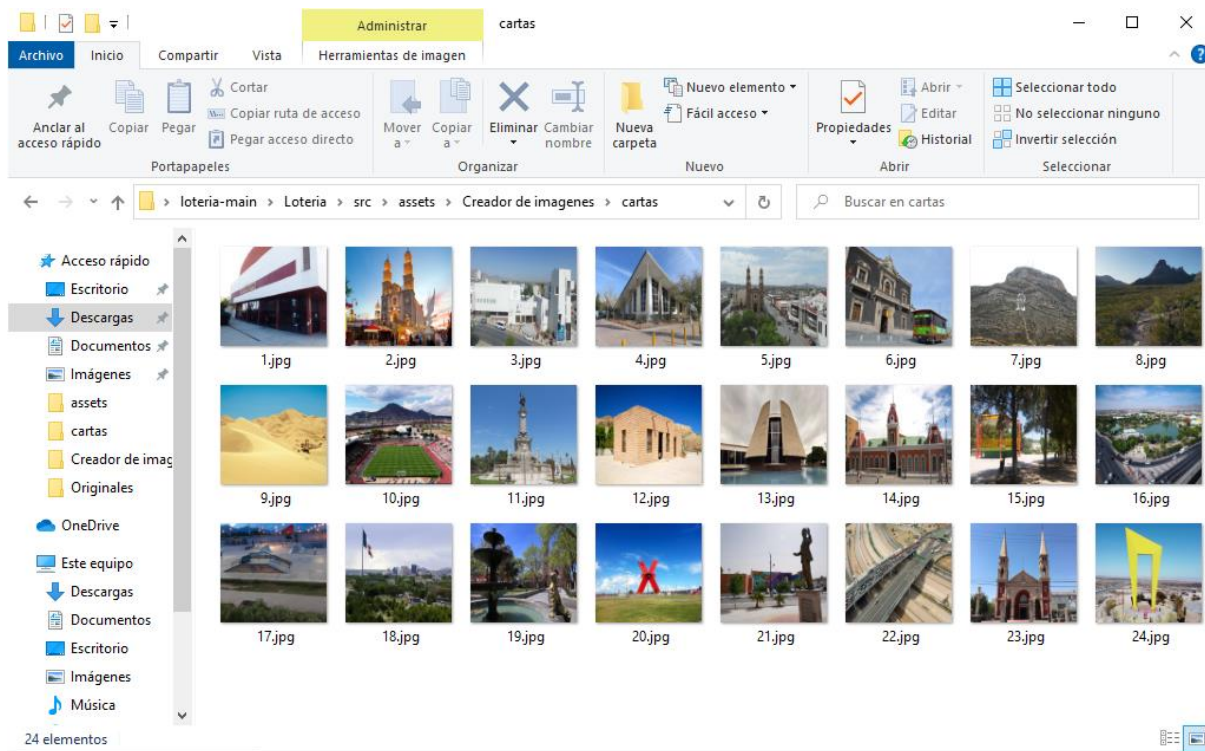 Administrar
cartas
Archivo
Inicio
Compartir
Vista
Herramientas de imagen
?
Anclar al
acceso rápido
Copiar
Pegar
Cortar
Copiar ruta de acceso
Pegar acceso directo
Portapapeles
Mover
a
Copiar
a
Eliminar
Cambiar
nombre
Organizar
Nueva
carpeta
Nuevo elemento
Fácil acceso
Nuevo
Propiedades
Abrir
Editar
Historial
Abrir
Seleccionar todo
No seleccionar ninguno
Invertir selección
Seleccionar
loteria-main > Loteria > src > assets > Creador de imagenes > cartas
Buscar en cartas
Acceso rápido
Escritorio
Descargas
Documentos
Imágenes
assets
cartas
Creador de imag
Originales
OneDrive
Este equipo
Descargas
Documentos
Escritorio
Imágenes
Música
1.jpg
2.jpg
3.jpg
4.jpg
5.jpg
6.jpg
7.jpg
8.jpg
9.jpg
10.jpg
11.jpg
12.jpg
13.jpg
14.jpg
15.jpg
16.jpg
17.jpg
18.jpg
19.jpg
20.jpg
21.jpg
22.jpg
23.jpg
24.jpg
24 elementos